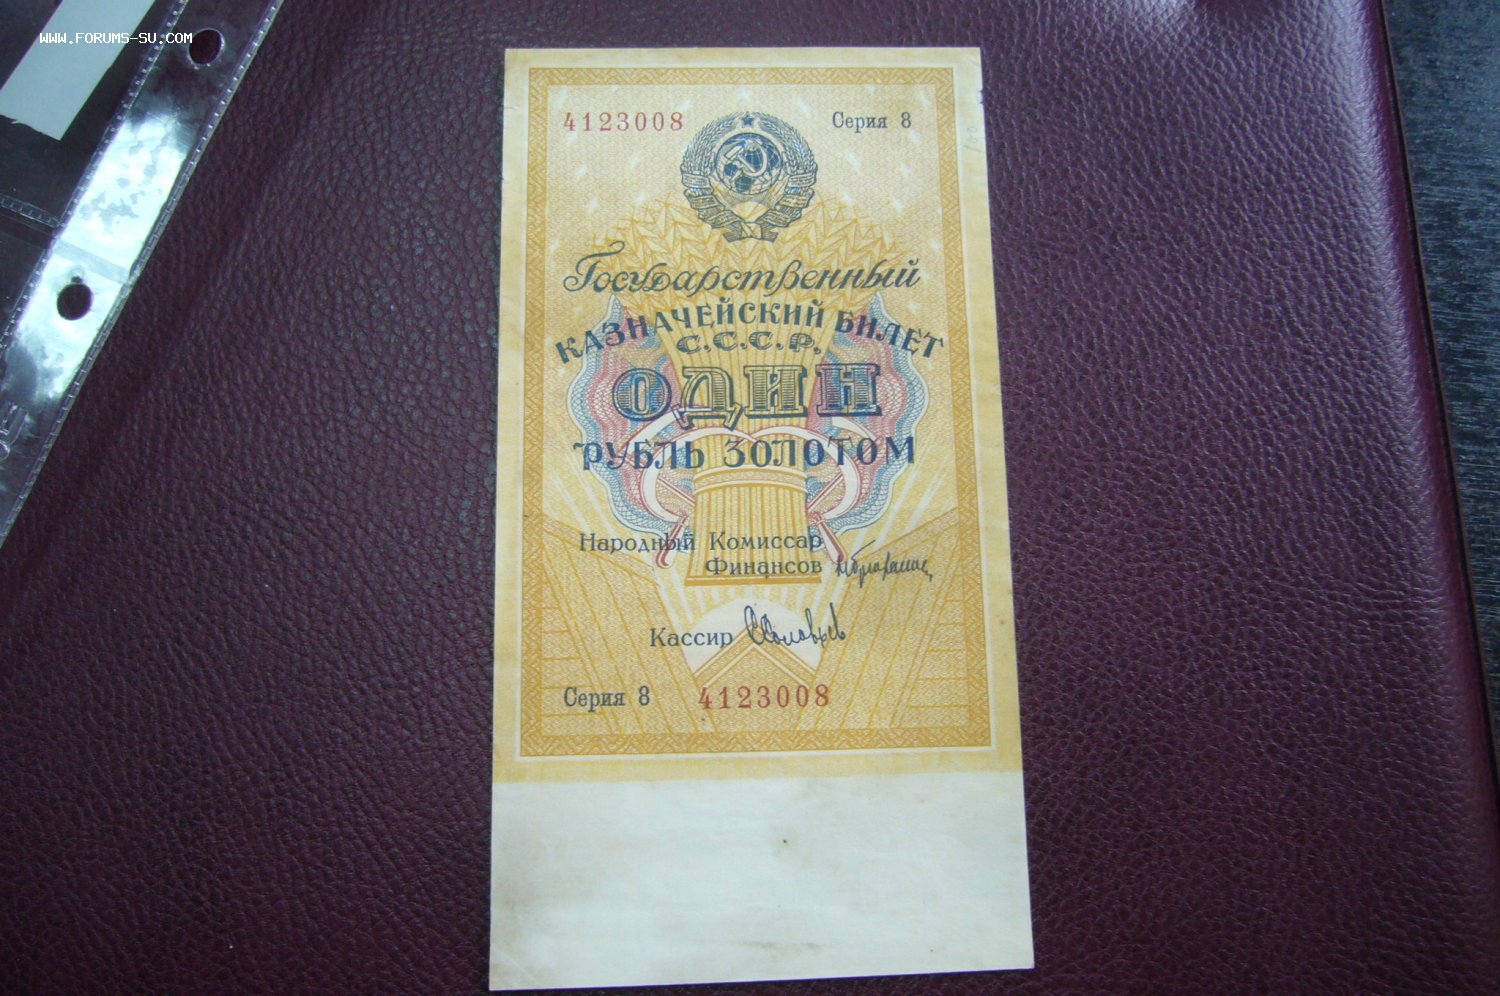 WWW.FORUMS-SU.COM
4123008 Серия 8
Государственный
КАЗНАЧЕЙСКИЙ БИЛЕТ
С.С.С.Р.
ОДИН
РУБЛЬ ЗОЛОТОМ
Народный Комиссар
Финансов
Кассир
Серия 8 4123008